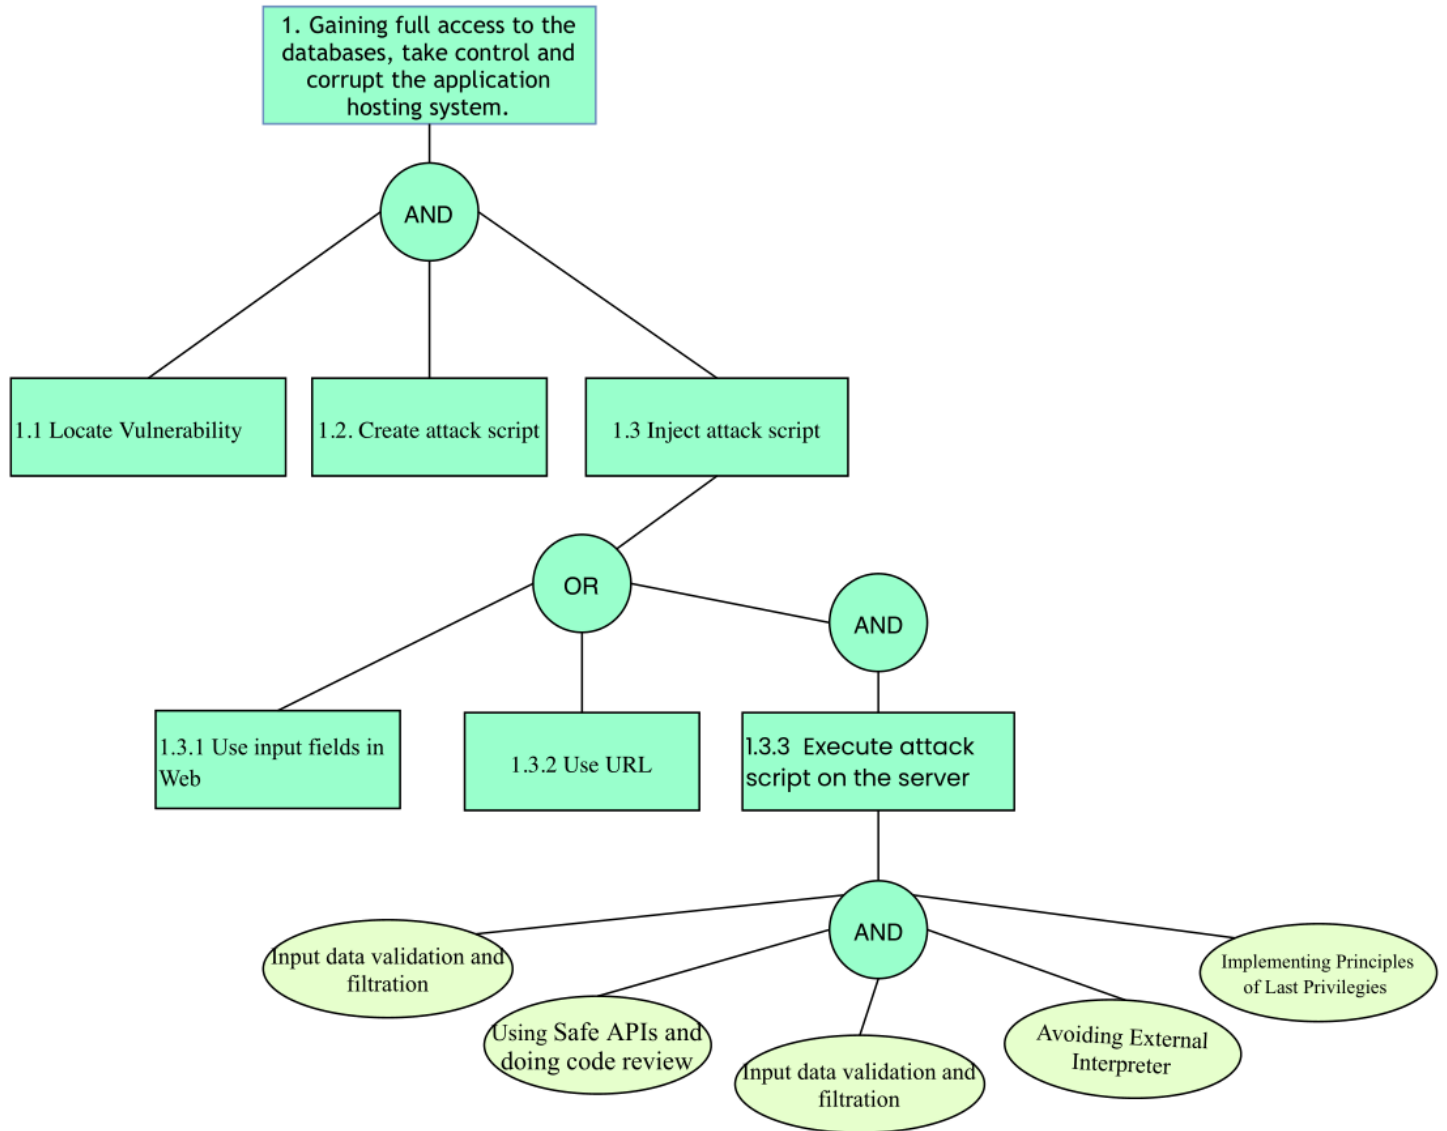 1. Gaining full access to the
databases, take control and
corrupt the application
hosting system.
AND
1.1 Locate Vulnerability
1.2. Create attack script
1.3 Inject attack script
OR
AND
1.3.1 Use input fields in
Web
1.3.2 Use URL
1.3.3 Execute attack
script on the server
AND
Input data validation and
filtration
Using Safe APIs and
doing code review
Input data validation and
filtration
Avoiding External
Interpreter
Implementing Principles
of Last Privilegies